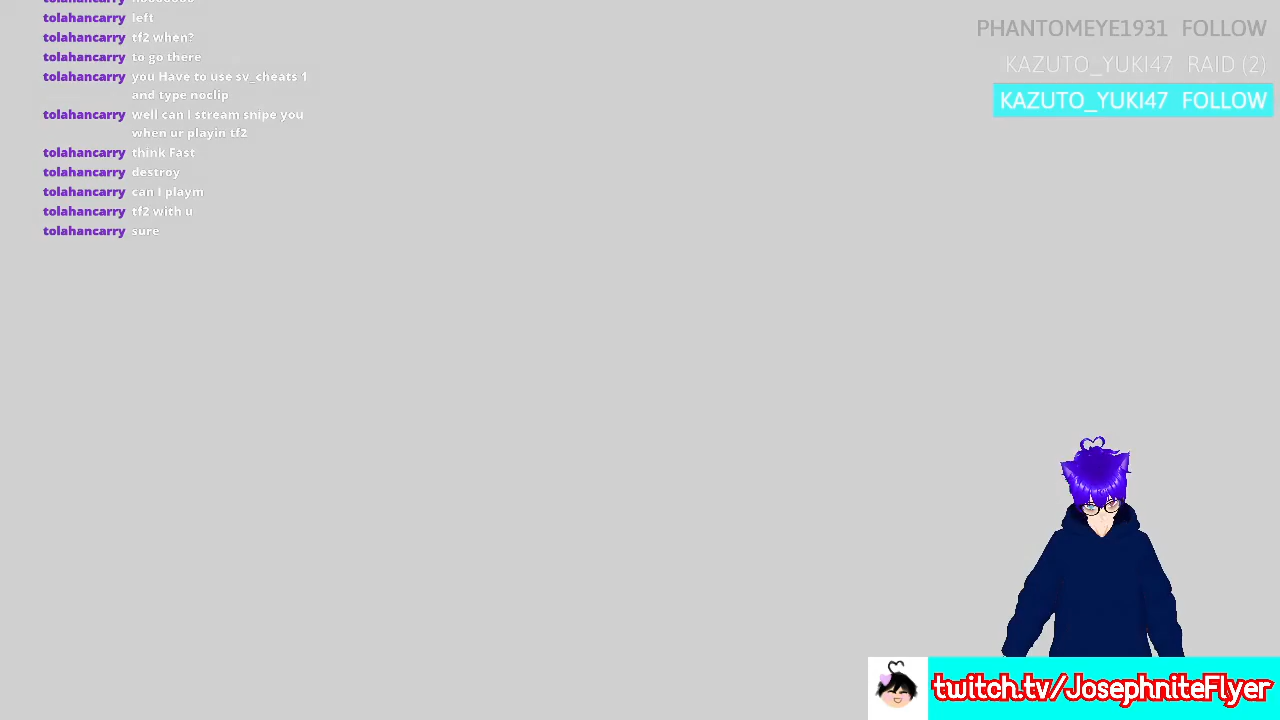 tolahancarry left
tolahancarry tf2 when?
tolahancarry to go there
tolahancarry you Have to use sv_cheats 1
and type noclip
tolahancarry well can I stream snipe you
when ur playin tf2
tolahancarry think Fast
tolahancarry destroy
tolahancarry can I playm
tolahancarry tf2 with u
tolahancarry sure
PHANTOMEYE1931 FOLLOW
KAZUTO_YUKI47 RAID (2)
KAZUTO_YUKI47 FOLLOW
twitch.tv/JosephniteFlyer